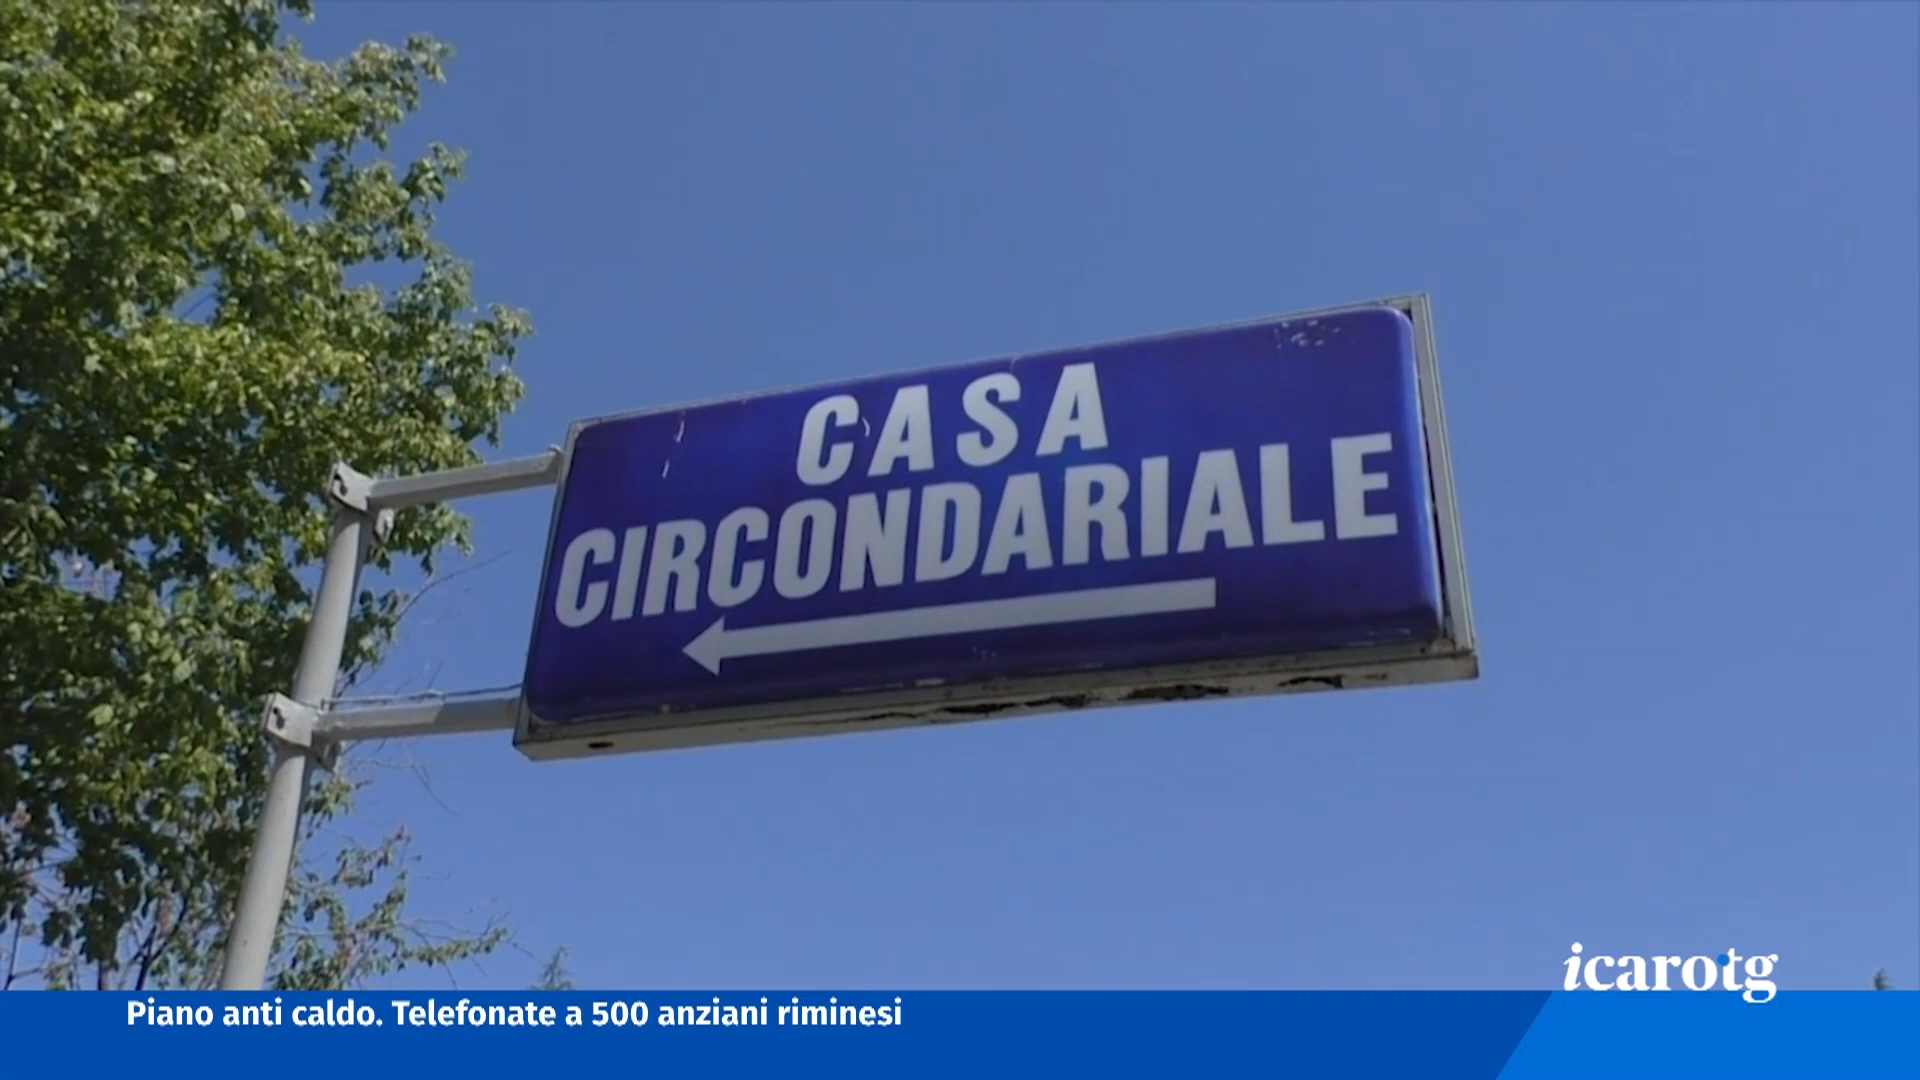 CASA
CIRCONDARIALE
icarotg
Piano anti caldo. Telefonate a 500 anziani riminesi